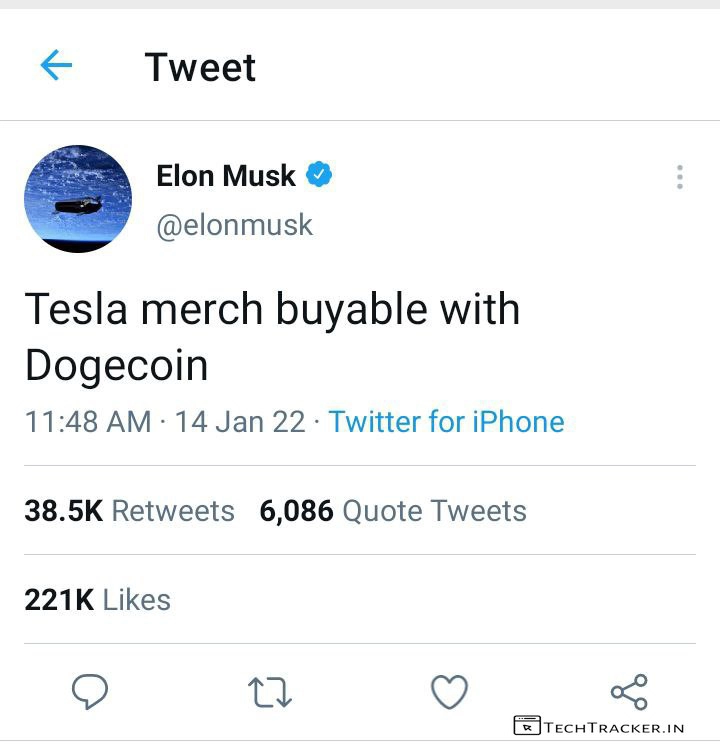 Tweet
Elon Musk
@elonmusk
Tesla merch buyable with
Dogecoin
11:48 AM · 14 Jan 22 · Twitter for iPhone
38.5K Retweets 6,086 Quote Tweets
221K Likes
TECHTRACKER.IN